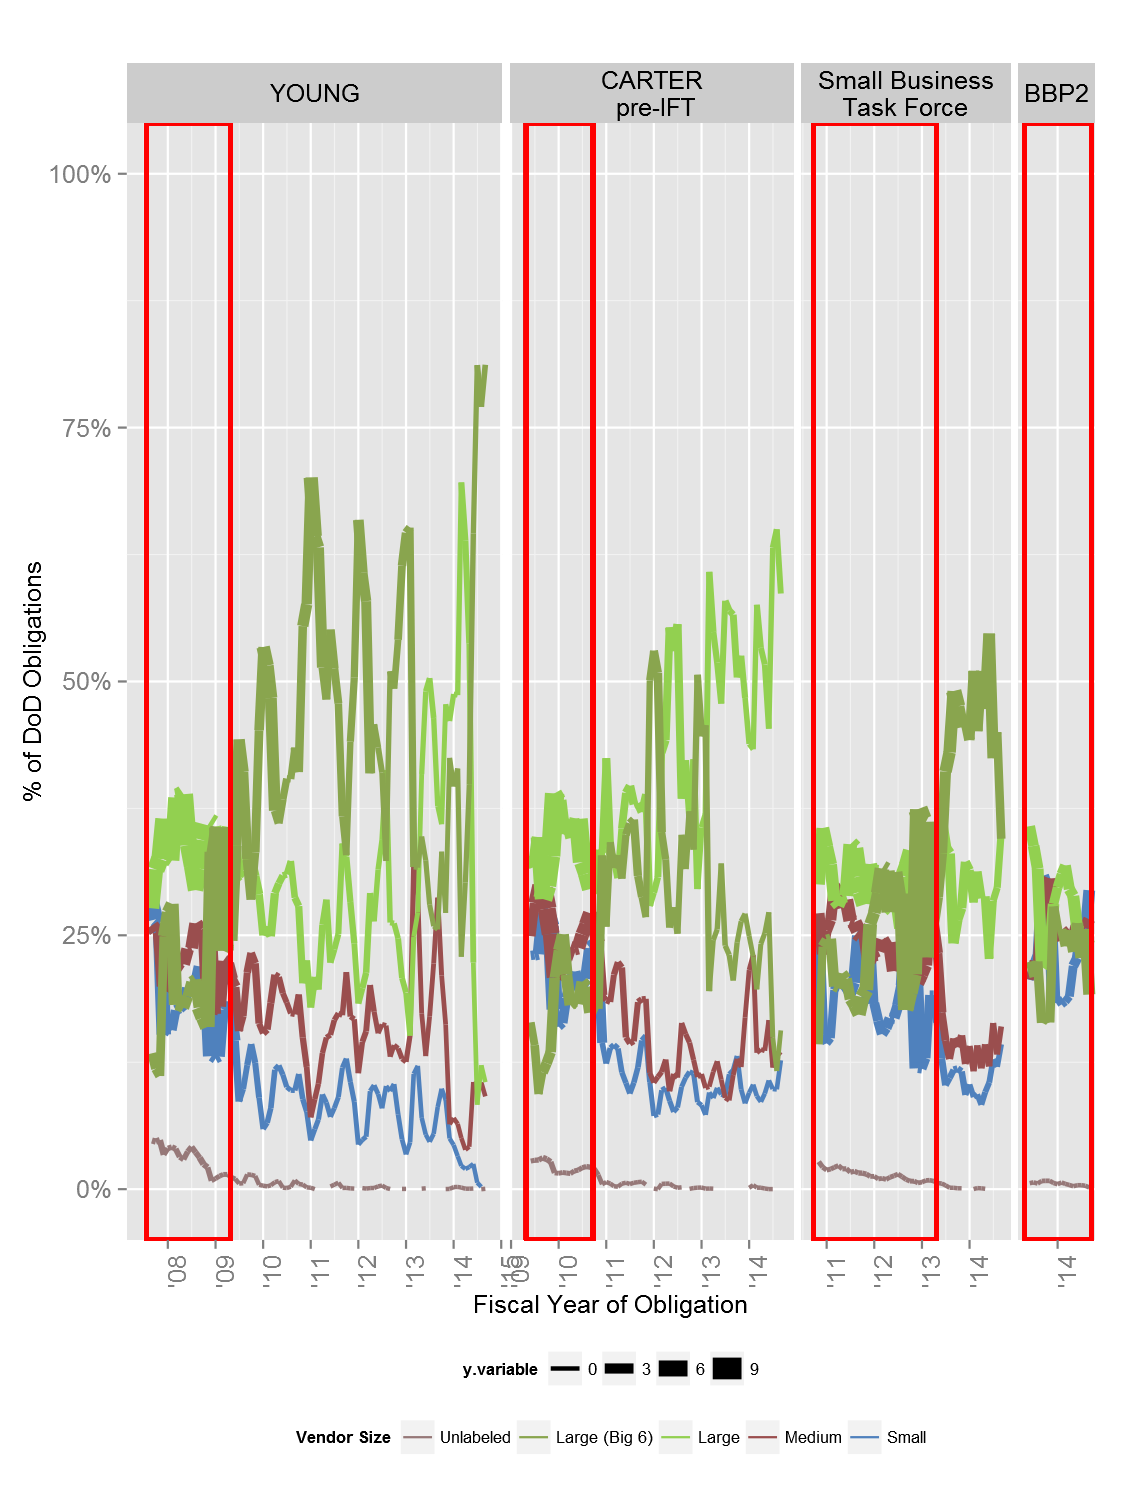 YOUNG
CARTER
pre-IFT
Small Business
Task Force
BBP2
100%
75%
50%
25%
0%
% of DoD Obligations
'08
'09
'10
'11
'12
'13
'14
'15
'09
'10
'11
'12
'13
'14
'11
'12
'13
'14
'14
Fiscal Year of Obligation
y.variable 0 3 6 9
Vendor Size Unlabeled Large (Big 6) Large Medium Small